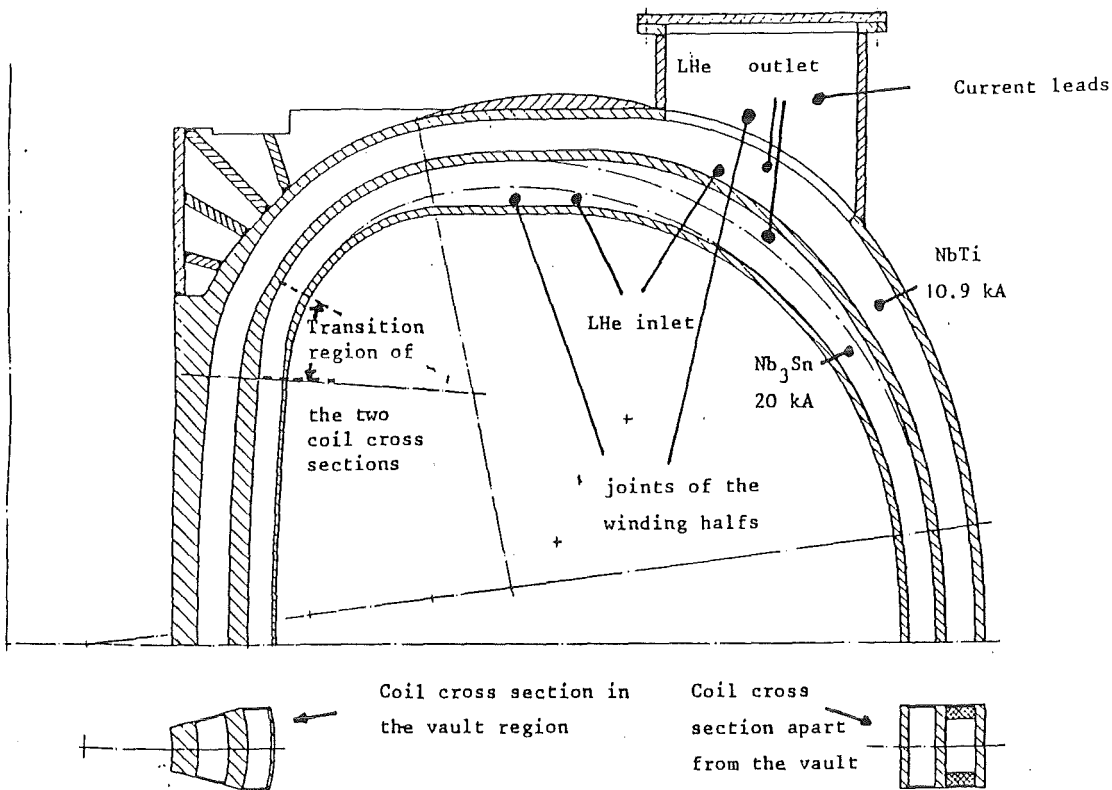 LHe outlet
Current leads
NbTi
10.9 kA
LHe inlet
Transition
region of
the two
coil cross
sections
Nb3Sn
20 kA
joints of the
winding halfs
Coil cross section in
the vault region
Coil cross
section apart
from the vault